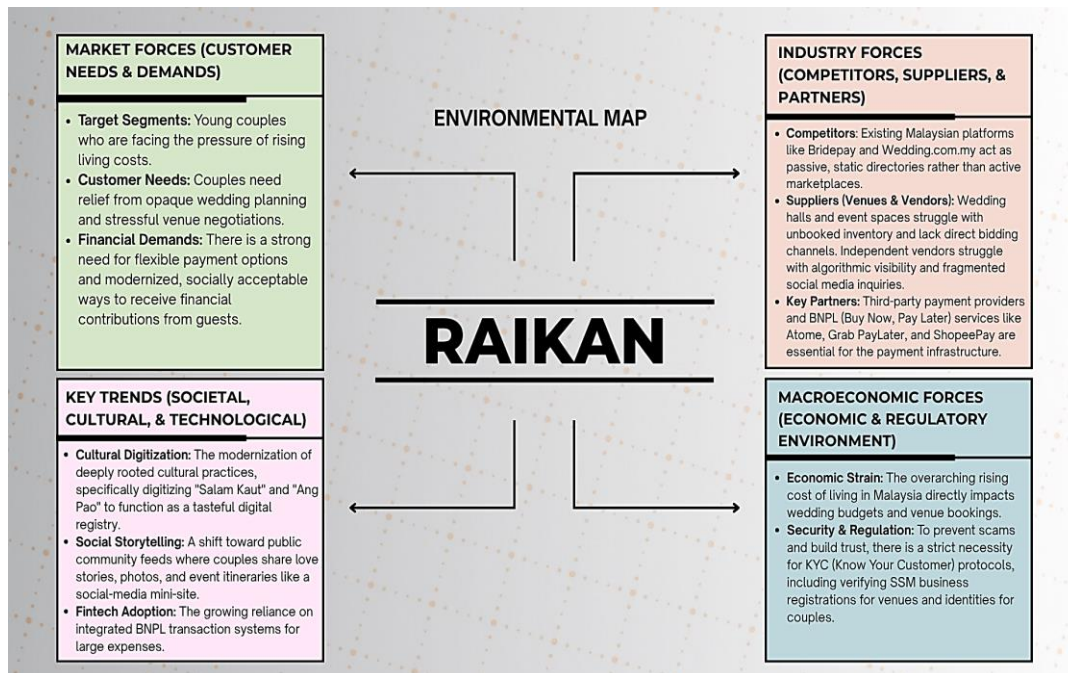 MARKET FORCES (CUSTOMER
NEEDS & DEMANDS)
• Target Segments: Young couples
who are facing the pressure of rising
living costs.
• Customer Needs: Couples need
relief from opaque wedding planning
and stressful venue negotiations.
• Financial Demands: There is a strong
need for flexible payment options
and modernized, socially acceptable
ways to receive financial
contributions from guests.
ENVIRONMENTAL MAP
RAIKAN
INDUSTRY FORCES
(COMPETITORS, SUPPLIERS, &
PARTNERS)
• Competitors: Existing Malaysian platforms
like Bridepay and Wedding.com.my act as
passive, static directories rather than active
marketplaces.
• Suppliers (Venues & Vendors): Wedding
halls and event spaces struggle with
unbooked inventory and lack direct bidding
channels. Independent vendors struggle
with algorithmic visibility and fragmented
social media inquiries.
• Key Partners: Third-party payment providers
and BNPL (Buy Now, Pay Later) services like
Atome, Grab PayLater, and ShopeePay are
essential for the payment infrastructure.
KEY TRENDS (SOCIETAL,
CULTURAL, & TECHNOLOGICAL)
• Cultural Digitization: The modernization of
deeply rooted cultural practices,
specifically digitizing "Salam Kaut" and "Ang
Pao" to function as a tasteful digital
registry.
• Social Storytelling: A shift toward public
community feeds where couples share love
stories, photos, and event itineraries like a
social-media mini-site.
• Fintech Adoption: The growing reliance on
integrated BNPL transaction systems for
large expenses.
MACROECONOMIC FORCES
(ECONOMIC & REGULATORY
ENVIRONMENT)
• Economic Strain: The overarching rising
cost of living in Malaysia directly impacts
wedding budgets and venue bookings.
• Security & Regulation: To prevent scams
and build trust, there is a strict necessity
for KYC (Know Your Customer) protocols,
including verifying SSM business
registrations for venues and identities for
couples.